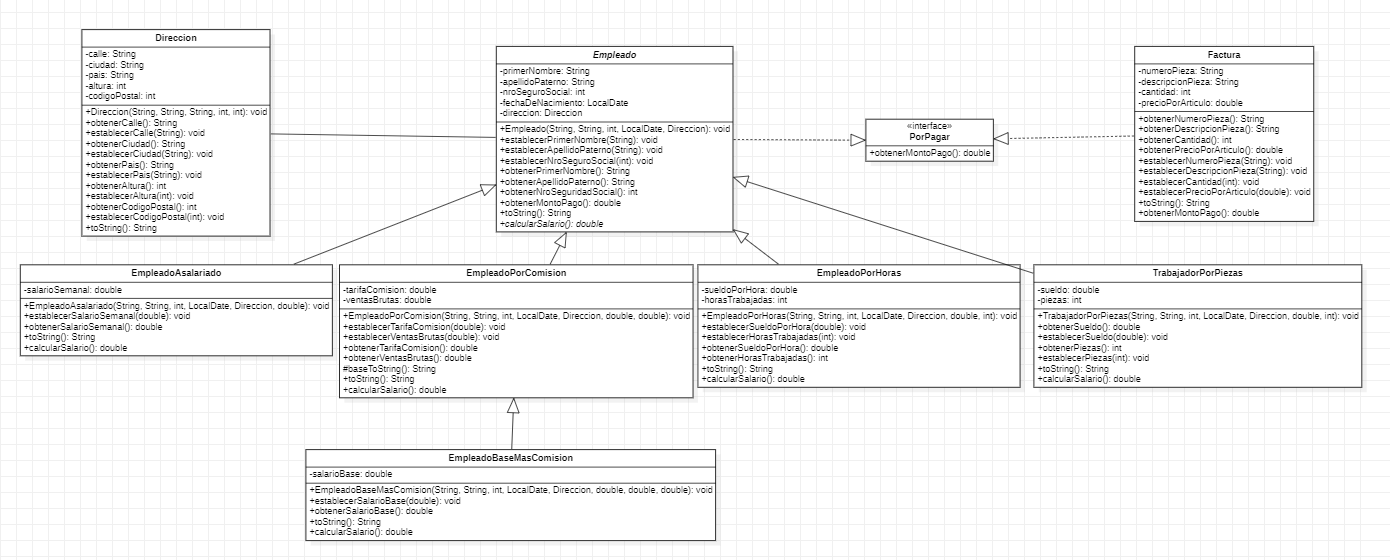 Direccion
-calle: String
-ciudad: String
-pais: String
-altura: int
-codigoPostal: int
+Direccion(String, String, String, int, int): void
+obtenerCalle(): String
+establecerCalle(String): void
+obtenerCiudad(): String
+establecerCiudad(String): void
+obtenerPais(): String
+establecerPais(String): void
+obtenerAltura(): int
+establecerAltura(int): void
+obtenerCodigoPostal(): int
+establecerCodigoPostal(int): void
+toString(): String
Empleado
-primerNombre: String
-apellidoPaterno: String
-nroSeguroSocial: int
-fechaDeNacimiento: LocalDate
-direccion: Direccion
+Empleado(String, String, int, LocalDate, Direccion): void
+establecerPrimerNombre(String): void
+establecerApellidoPaterno(String): void
+establecerNroSeguroSocial(int): void
+obtenerPrimerNombre(): String
+obtenerApellidoPaterno(): String
+obtenerNroSeguridadSocial(): int
+obtenerMontoPago(): double
+toString(): String
+calcularSalario(): double
«interface»
PorPagar
+obtenerMontoPago(): double
Factura
-numeroPieza: String
-descripcionPieza: String
-cantidad: int
-precioPorArticulo: double
+obtenerNumeroPieza(): String
+obtenerDescripcionPieza(): String
+obtenerCantidad(): int
+obtenerPrecioPorArticulo(): double
+establecerNumeroPieza(String): void
+establecerDescripcionPieza(String): void
+establecerCantidad(int): void
+establecerPrecioPorArticulo(double): void
+toString(): String
+obtenerMontoPago(): double
EmpleadoAsalariado
-salarioSemanal: double
+EmpleadoAsalariado(String, String, int, LocalDate, Direccion, double): void
+establecerSalarioSemanal(double): void
+obtenerSalarioSemanal(): double
+toString(): String
+calcularSalario(): double
EmpleadoPorComision
-tarifaComision: double
-ventasBrutas: double
+EmpleadoPorComision(String, String, int, LocalDate, Direccion, double, double): void
+establecerTarifaComision(double): void
+establecerVentasBrutas(double): void
+obtenerTarifaComision(): double
+obtenerVentasBrutas(): double
#baseToString(): String
+toString(): String
+calcularSalario(): double
EmpleadoPorHoras
-sueldoPorHora: double
-horasTrabajadas: int
+EmpleadoPorHoras(String, String, int, LocalDate, Direccion, double, int): void
+establecerSueldoPorHora(double): void
+establecerHorasTrabajadas(int): void
+obtenerSueldoPorHora(): double
+obtenerHorasTrabajadas(): int
+toString(): String
+calcularSalario(): double
TrabajadorPorPiezas
-sueldo: double
-piezas: int
+TrabajadorPorPiezas(String, String, int, LocalDate, Direccion, double, int): void
+obtenerSueldo(): double
+establecerSueldo(double): void
+obtenerPiezas(): int
+establecerPiezas(int): void
+toString(): String
+calcularSalario(): double
EmpleadoBaseMasComision
-salarioBase: double
+EmpleadoBaseMasComision(String, String, int, LocalDate, Direccion, double, double, double): void
+establecerSalarioBase(double): void
+obtenerSalarioBase(): double
+toString(): String
+calcularSalario(): double